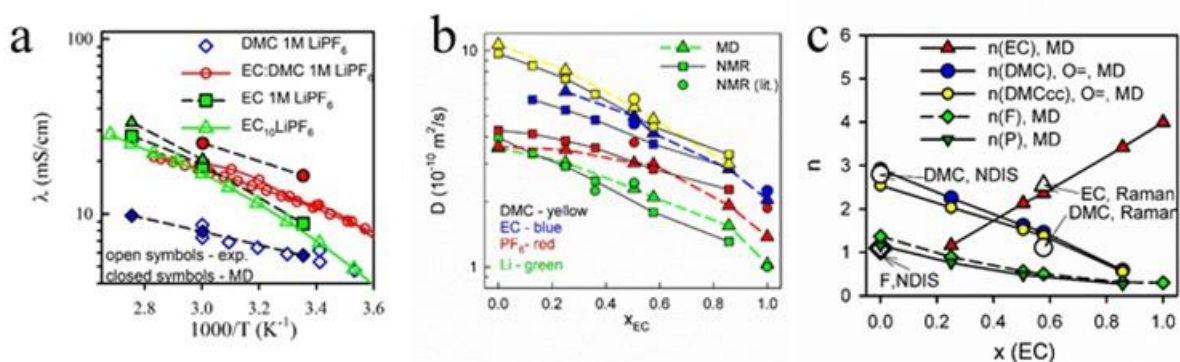 a
λ (mS/cm)
100
10
DMC 1M LiPF6
EC:DMC 1M LiPF6
EC 1M LiPF6
EC10LiPF6
open symbols - exp.
closed symbols - MD
2.8 3.0 3.2 3.4 3.6
1000/T (K-1)
b
D (10-10 m2/s)
10
1
MD
NMR
NMR (lit.)
DMC - yellow
EC - blue
PF6- red
Li - green
0.0 0.2 0.4 0.6 0.8 1.0
xEC
c
n
6
5
4
3
2
1
0
n(EC), MD
n(DMC), O=, MD
n(DMCcc), O=, MD
n(F), MD
n(P), MD
DMC, NDIS
EC, Raman
DMC, Raman
F,NDIS
0.0 0.2 0.4 0.6 0.8 1.0
x (EC)